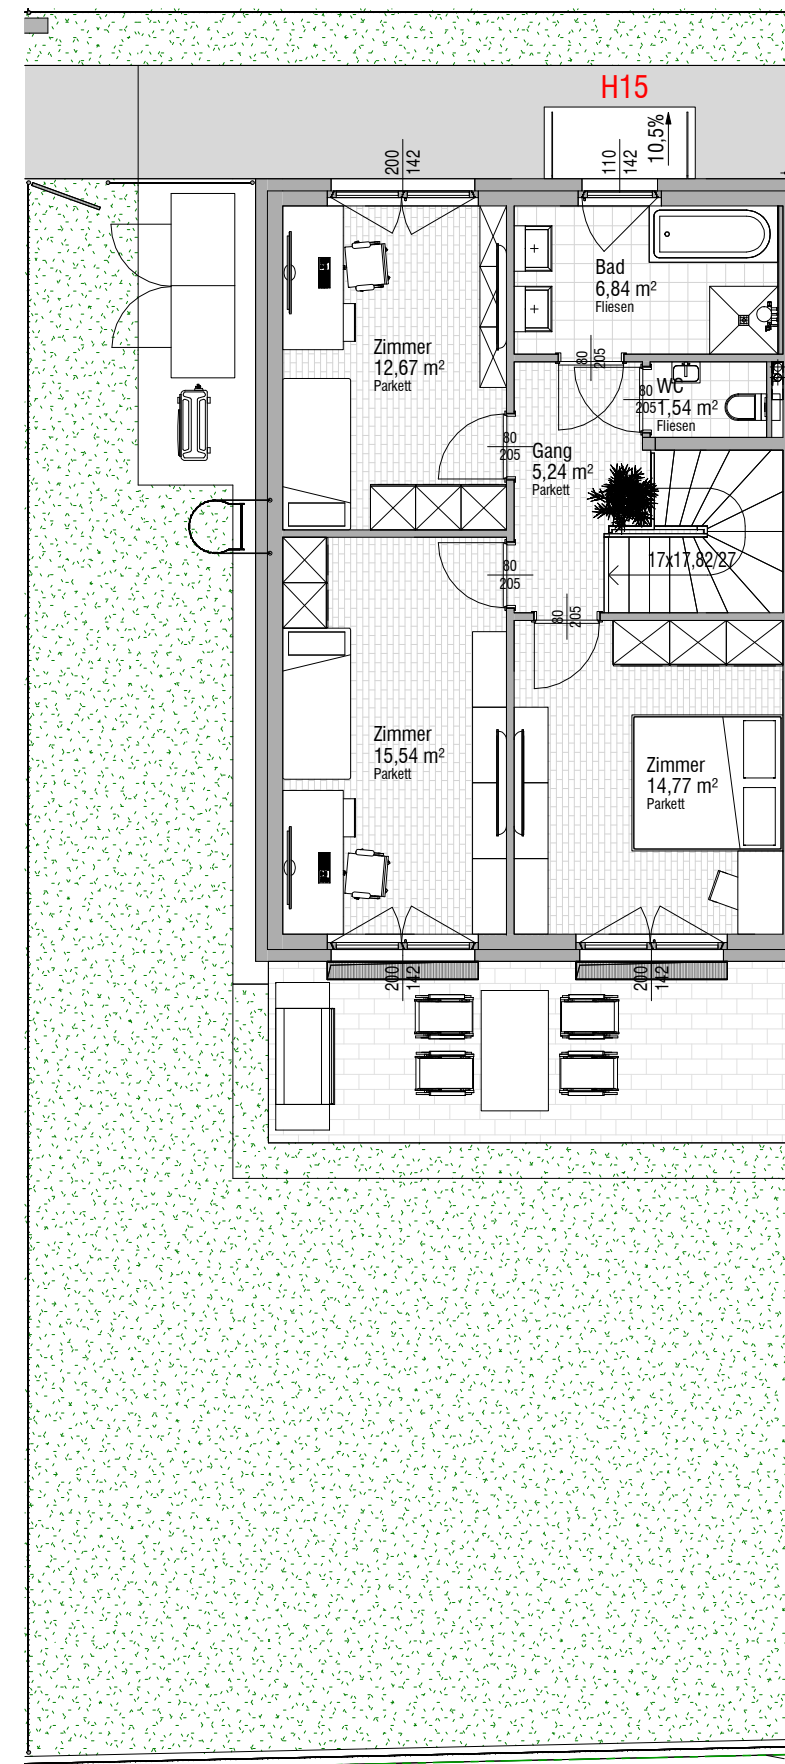 H15
10,5%
200
142
110
142
Bad
6,84 m²
Fliesen
Zimmer
12,67 m²
Parkett
80
205
WC
1,54 m²
Fliesen
80
205
80
205
Gang
5,24 m²
Parkett
17x17,82/27
80
205
80
205
Zimmer
15,54 m²
Parkett
Zimmer
14,77 m²
Parkett
200
142
200
142